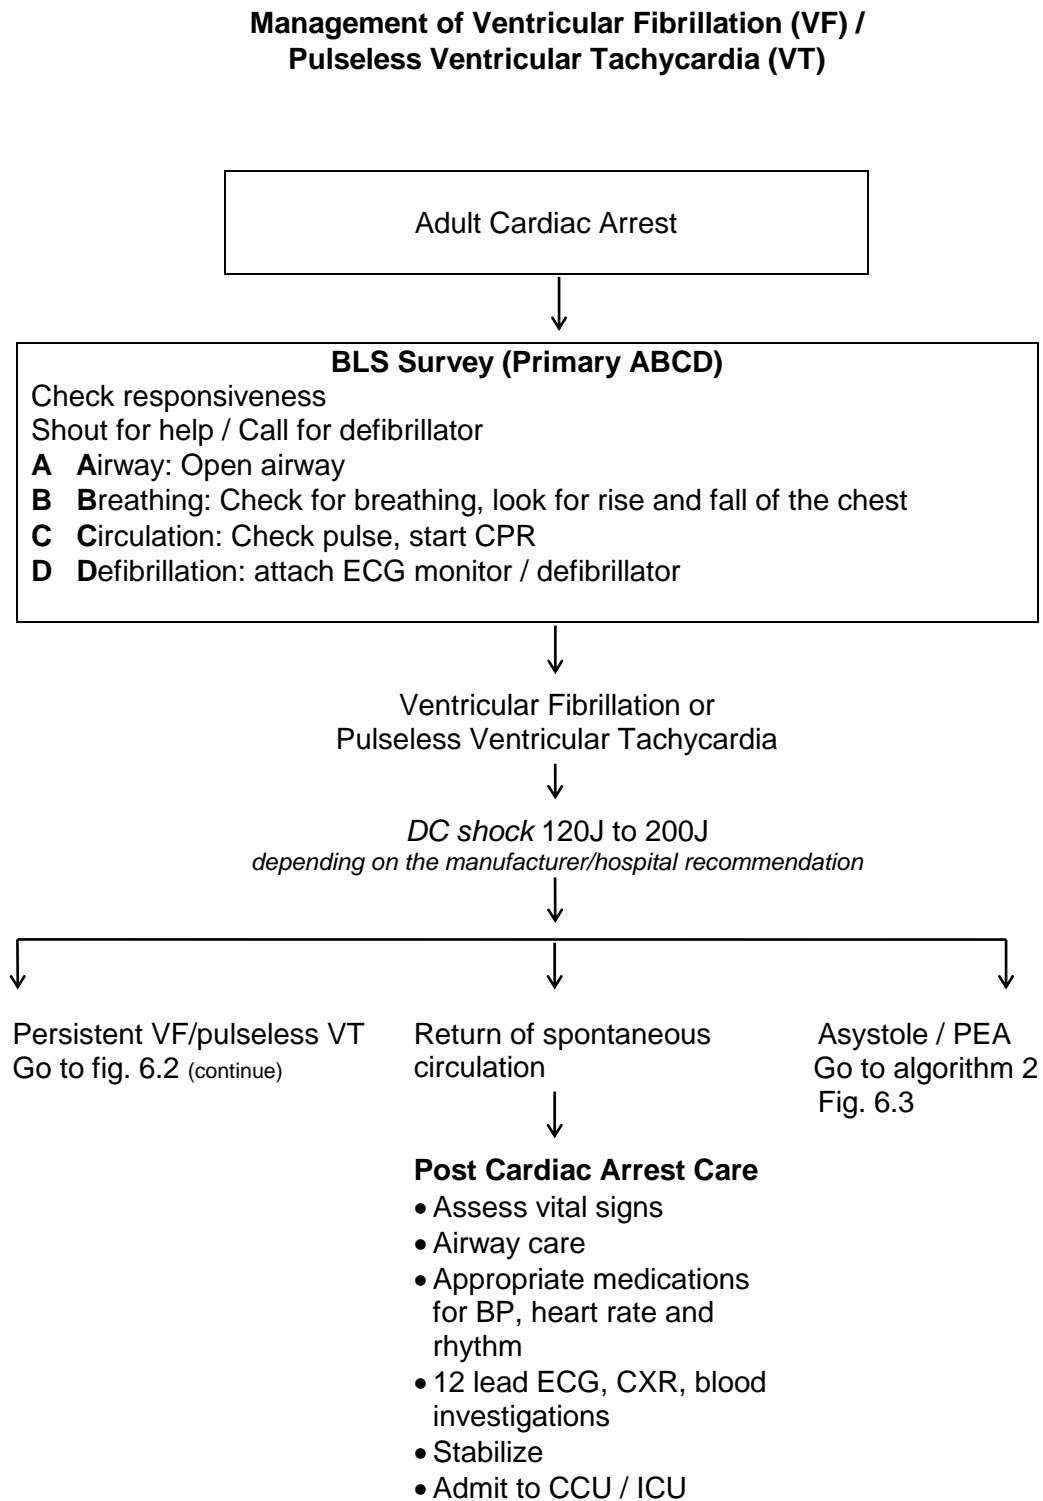 Management of Ventricular Fibrillation (VF) /
Pulseless Ventricular Tachycardia (VT)
Adult Cardiac Arrest
BLS Survey (Primary ABCD)
Check responsiveness
Shout for help / Call for defibrillator
A Airway: Open airway
B Breathing: Check for breathing, look for rise and fall of the chest
C Circulation: Check pulse, start CPR
D Defibrillation: attach ECG monitor / defibrillator
Ventricular Fibrillation or
Pulseless Ventricular Tachycardia
DC shock 120J to 200J
depending on the manufacturer/hospital recommendation
Persistent VF/pulseless VT
Go to fig. 6.2 (continue)
Return of spontaneous
circulation
Asystole / PEA
Go to algorithm 2
Fig. 6.3
Post Cardiac Arrest Care
• Assess vital signs
• Airway care
• Appropriate medications
for BP, heart rate and
rhythm
• 12 lead ECG, CXR, blood
investigations
• Stabilize
• Admit to CCU / ICU